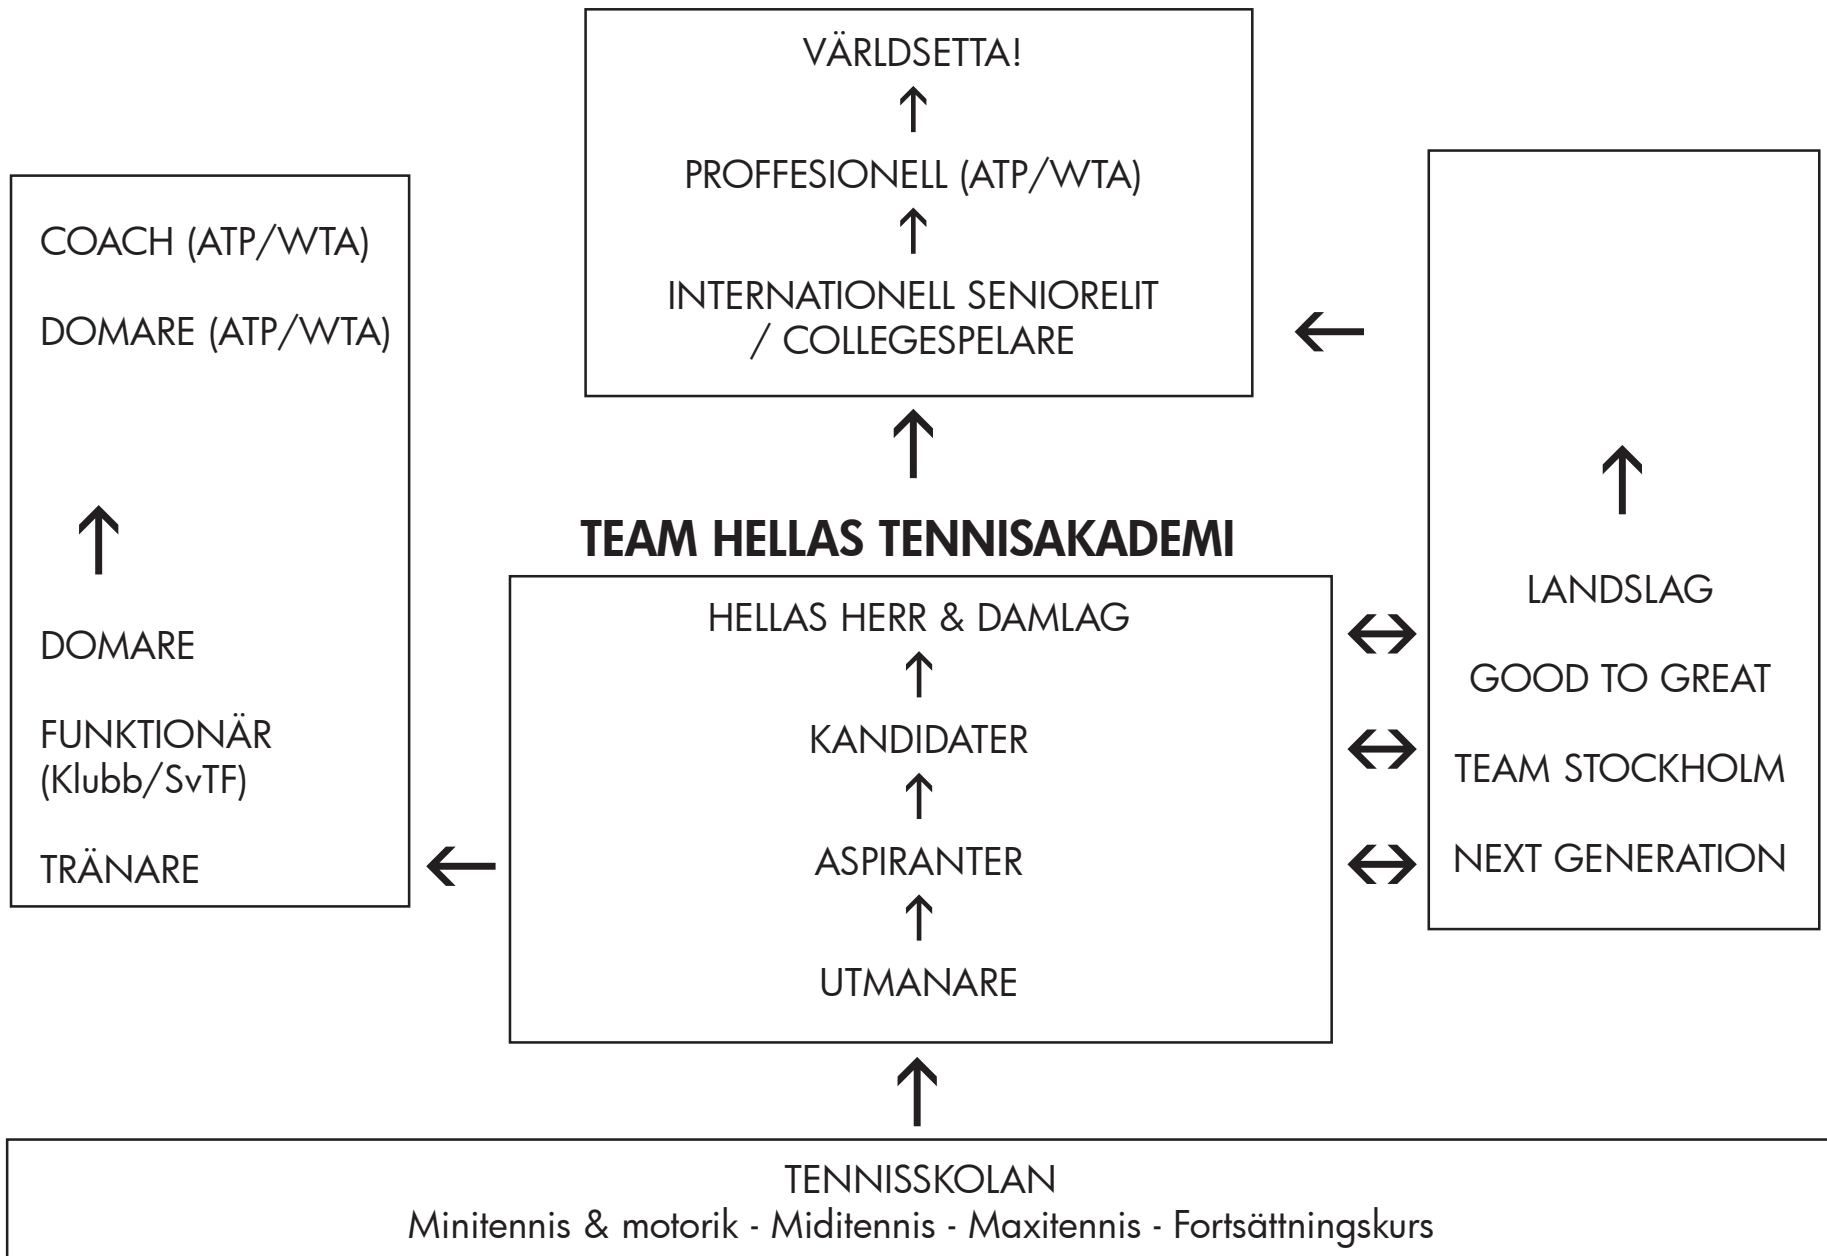 VÄRLDSETTA!
PROFFESIONELL (ATP/WTA)
INTERNATIONELL SENIORELIT
/ COLLEGESPELARE
COACH (ATP/WTA)
DOMARE (ATP/WTA)
DOMARE
FUNKTIONÄR
(Klubb/SvTF)
TRÄNARE
TEAM HELLAS TENNISAKADEMI
HELLAS HERR & DAMLAG
KANDIDATER
ASPIRANTER
UTMANARE
LANDSLAG
GOOD TO GREAT
TEAM STOCKHOLM
NEXT GENERATION
TENNISSKOLAN
Minitennis & motorik - Miditennis - Maxitennis - Fortsättningskurs